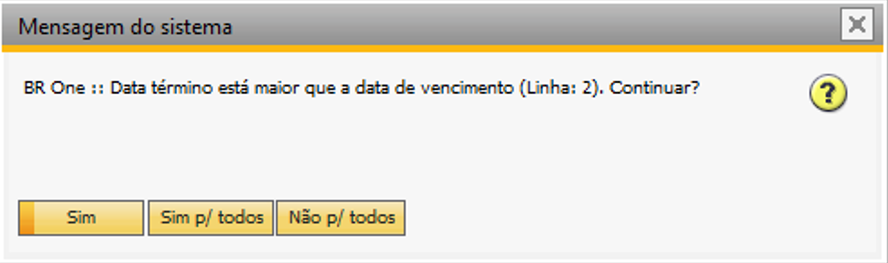 Mensagem do sistema
BR One :: Data término está maior que a data de vencimento (Linha: 2). Continuar?
Sim
Sim p/ todos
Não p/ todos